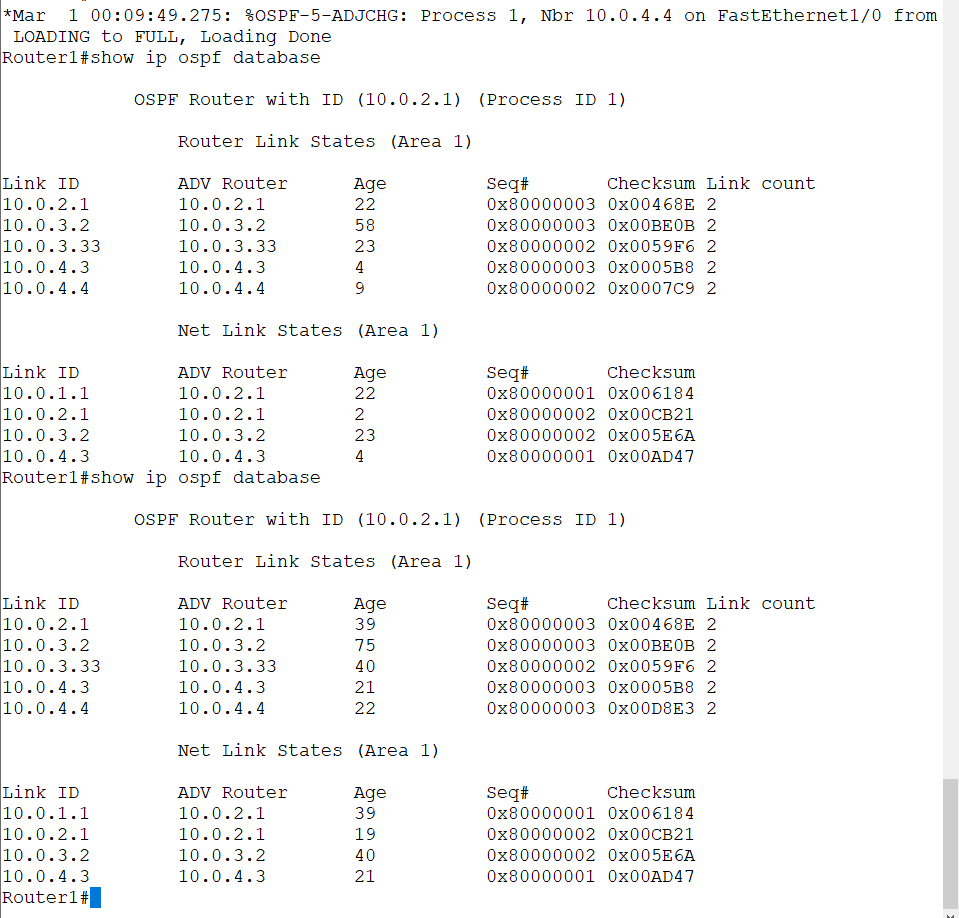 *Mar  1 00:09:49.275: %OSPF-5-ADJCHG: Process 1, Nbr 10.0.4.4 on FastEthernet1/0 from
 LOADING to FULL, Loading Done
Router1#show ip ospf database
            OSPF Router with ID (10.0.2.1) (Process ID 1)
                Router Link States (Area 1)
Link ID         ADV Router      Age         Seq#       Checksum Link count
10.0.2.1        10.0.2.1        22          0x80000003 0x00468E 2
10.0.3.2        10.0.3.2        58          0x80000003 0x00BE0B 2
10.0.3.33       10.0.3.33       23          0x80000002 0x0059F6 2
10.0.4.3        10.0.4.3        4           0x80000003 0x0005B8 2
10.0.4.4        10.0.4.4        9           0x80000002 0x0007C9 2
                Net Link States (Area 1)
Link ID         ADV Router      Age         Seq#       Checksum
10.0.1.1        10.0.2.1        22          0x80000001 0x006184
10.0.2.1        10.0.2.1        2           0x80000002 0x00CB21
10.0.3.2        10.0.3.2        23          0x80000002 0x005E6A
10.0.4.3        10.0.4.3        4           0x80000001 0x00AD47
Router1#show ip ospf database
            OSPF Router with ID (10.0.2.1) (Process ID 1)
                Router Link States (Area 1)
Link ID         ADV Router      Age         Seq#       Checksum Link count
10.0.2.1        10.0.2.1        39          0x80000003 0x00468E 2
10.0.3.2        10.0.3.2        75          0x80000003 0x00BE0B 2
10.0.3.33       10.0.3.33       40          0x80000002 0x0059F6 2
10.0.4.3        10.0.4.3        21          0x80000003 0x0005B8 2
10.0.4.4        10.0.4.4        22          0x80000003 0x00D8E3 2
                Net Link States (Area 1)
Link ID         ADV Router      Age         Seq#       Checksum
10.0.1.1        10.0.2.1        39          0x80000001 0x006184
10.0.2.1        10.0.2.1        19          0x80000002 0x00CB21
10.0.3.2        10.0.3.2        40          0x80000002 0x005E6A
10.0.4.3        10.0.4.3        21          0x80000001 0x00AD47
Router1#